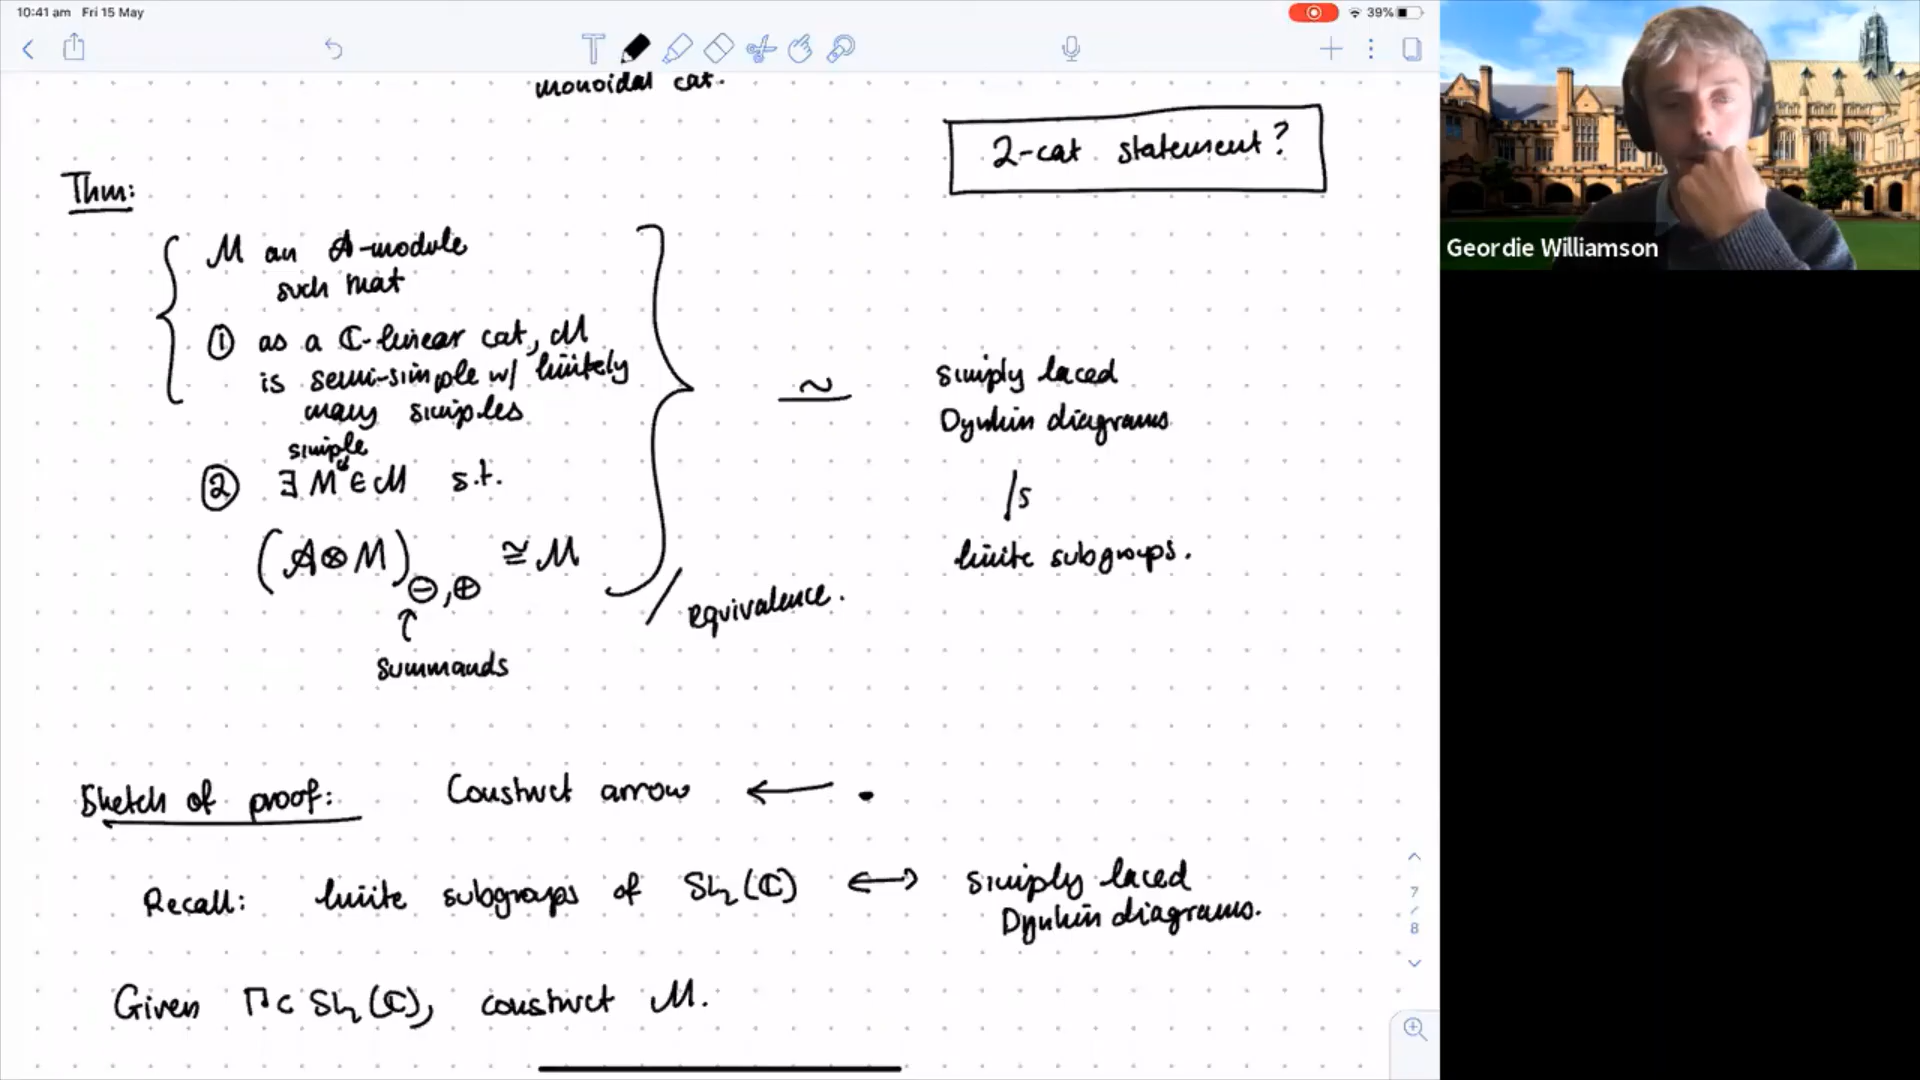 10:41 am Fri 15 May
39%
monoidal cat.
2-cat statement?
Thm:
M an A-module
such that
① as a ℂ-linear cat, M
is semi-simple w/ finitely
many simples
simple
② ∃ M ∈ M s.t.
(A⊗M)⊖,⊕ ≅ M
↑
summands
/ equivalence.
~
simply laced
Dynkin diagrams
/s
finite subgroups.
Sketch of proof: Construct arrow ← .
Recall: finite subgroups of SL₂(ℂ) ↔ simply laced
Dynkin diagrams.
Given Γ⊂ SL₂(ℂ), construct M.
7
/
8
Geordie Williamson